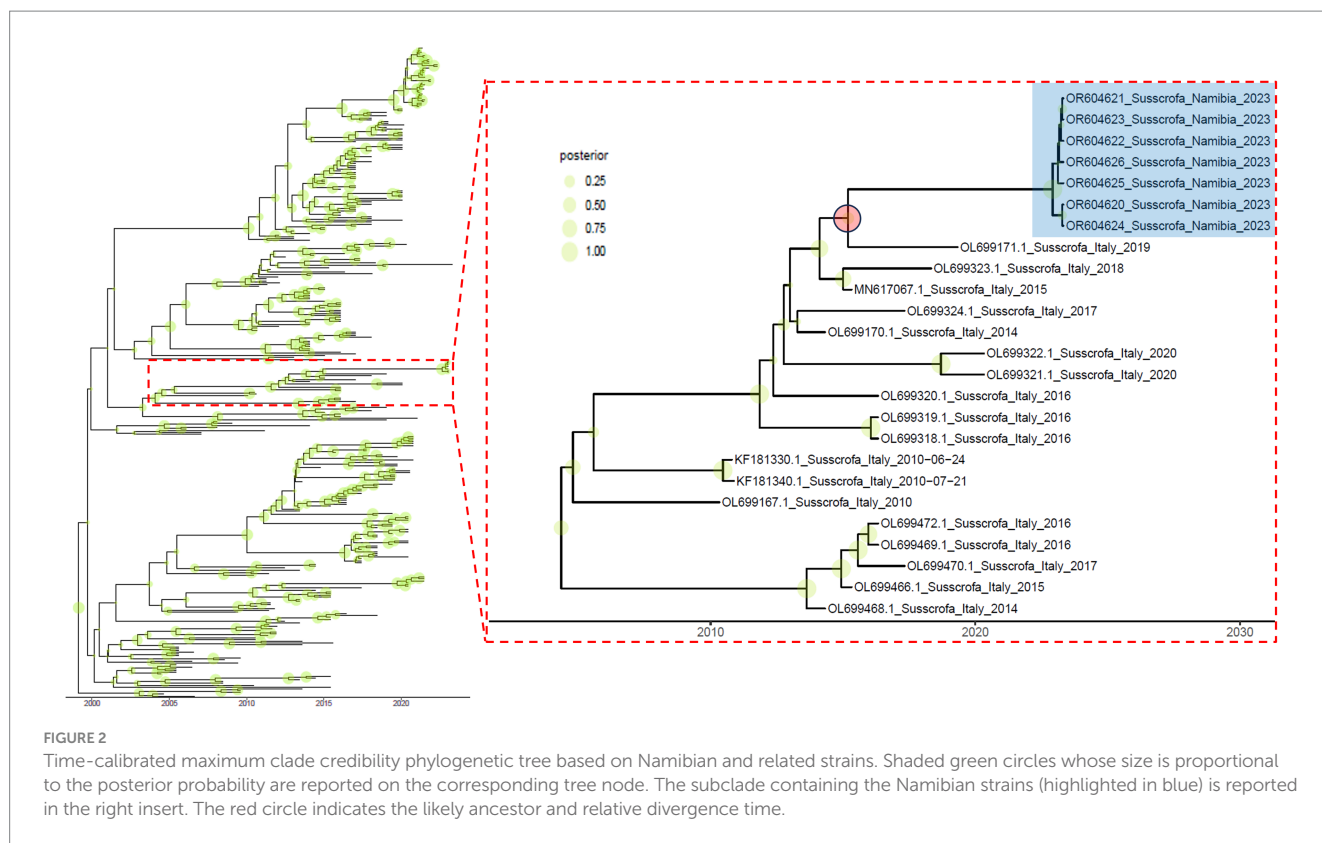 posterior
0.25
0.50
0.75
1.00
OR604621_Susscrofa_Namibia_2023
OR604623_Susscrofa_Namibia_2023
OR604622_Susscrofa_Namibia_2023
OR604626_Susscrofa_Namibia_2023
OR604625_Susscrofa_Namibia_2023
OR604620_Susscrofa_Namibia_2023
OR604624_Susscrofa_Namibia_2023
OL699171.1_Susscrofa_Italy_2019
OL699323.1_Susscrofa_Italy_2018
MN617067.1_Susscrofa_Italy_2015
OL699324.1_Susscrofa_Italy_2017
OL699170.1_Susscrofa_Italy_2014
OL699322.1_Susscrofa_Italy_2020
OL699321.1_Susscrofa_Italy_2020
OL699320.1_Susscrofa_Italy_2016
OL699319.1_Susscrofa_Italy_2016
OL699318.1_Susscrofa_Italy_2016
KF181330.1_Susscrofa_Italy_2010−06−24
KF181340.1_Susscrofa_Italy_2010−07−21
OL699167.1_Susscrofa_Italy_2010
OL699472.1_Susscrofa_Italy_2016
OL699469.1_Susscrofa_Italy_2016
OL699470.1_Susscrofa_Italy_2017
OL699466.1_Susscrofa_Italy_2015
OL699468.1_Susscrofa_Italy_2014
2010 2020 2030
2000 2005 2010 2015 2020
FIGURE 2
Time-calibrated maximum clade credibility phylogenetic tree based on Namibian and related strains. Shaded green circles whose size is proportional
to the posterior probability are reported on the corresponding tree node. The subclade containing the Namibian strains (highlighted in blue) is reported
in the right insert. The red circle indicates the likely ancestor and relative divergence time.